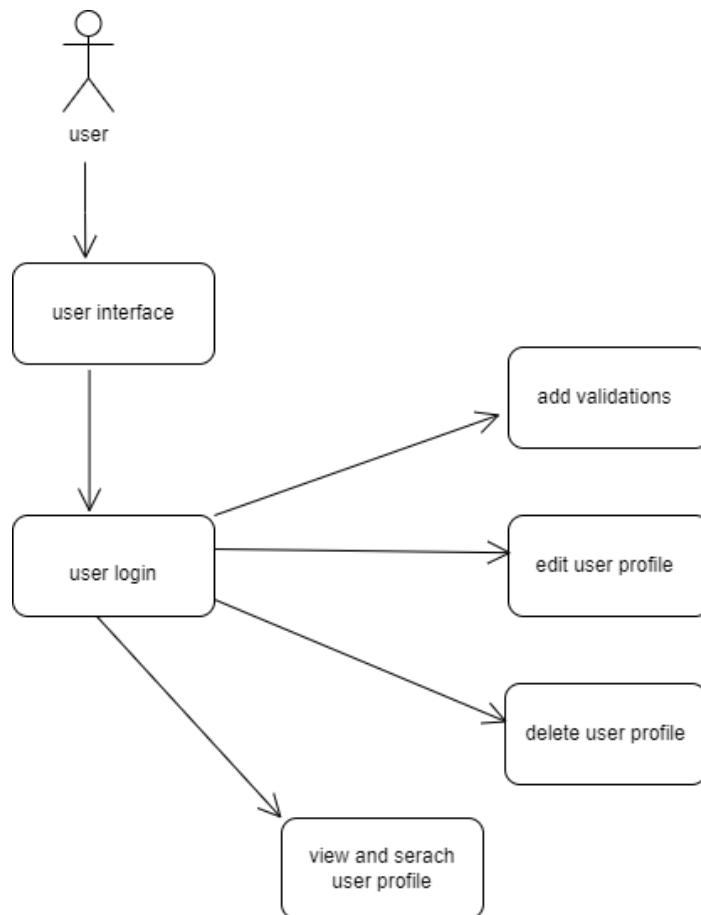 user
user interface
add validations
user login
edit user profile
delete user profile
view and serach
user profile